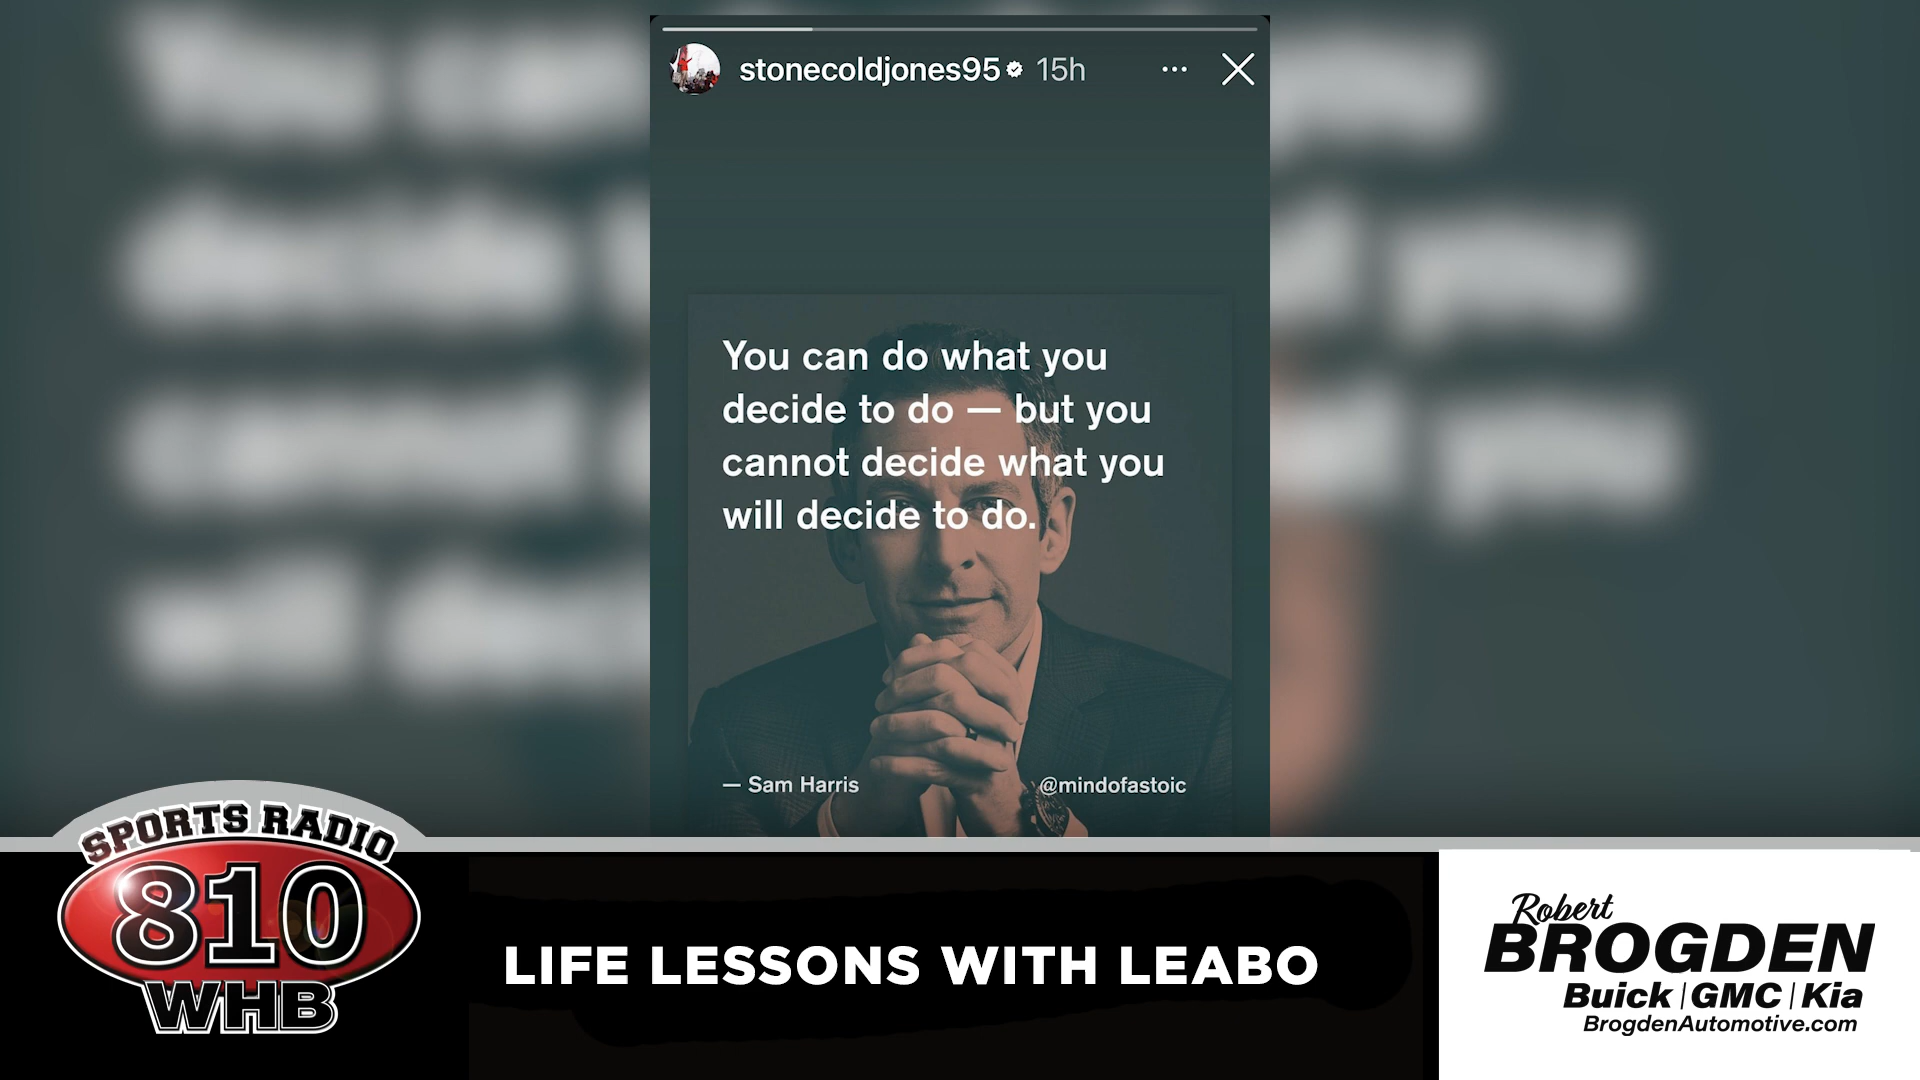 stonecoldjones95 15h
You can do what you
decide to do — but you
cannot decide what you
will decide to do.
— Sam Harris
@mindofastoic
SPORTS RADIO
810
WHB
LIFE LESSONS WITH LEABO
Robert
BROGDEN
Buick | GMC | Kia
BrogdenAutomotive.com